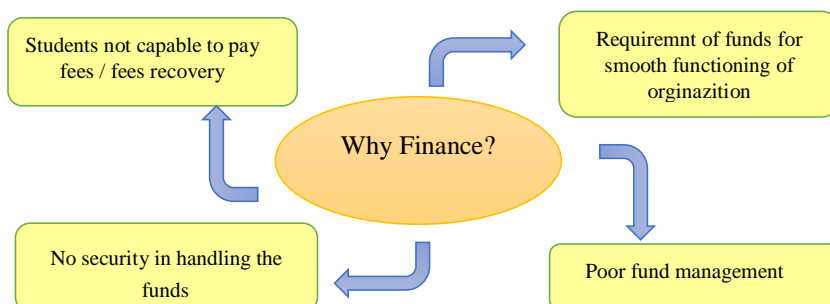 Students not capable to pay
fees / fees recovery
Requiremnt of funds for
smooth functioning of
orginazition
Why Finance?
No security in handling the
funds
Poor fund management